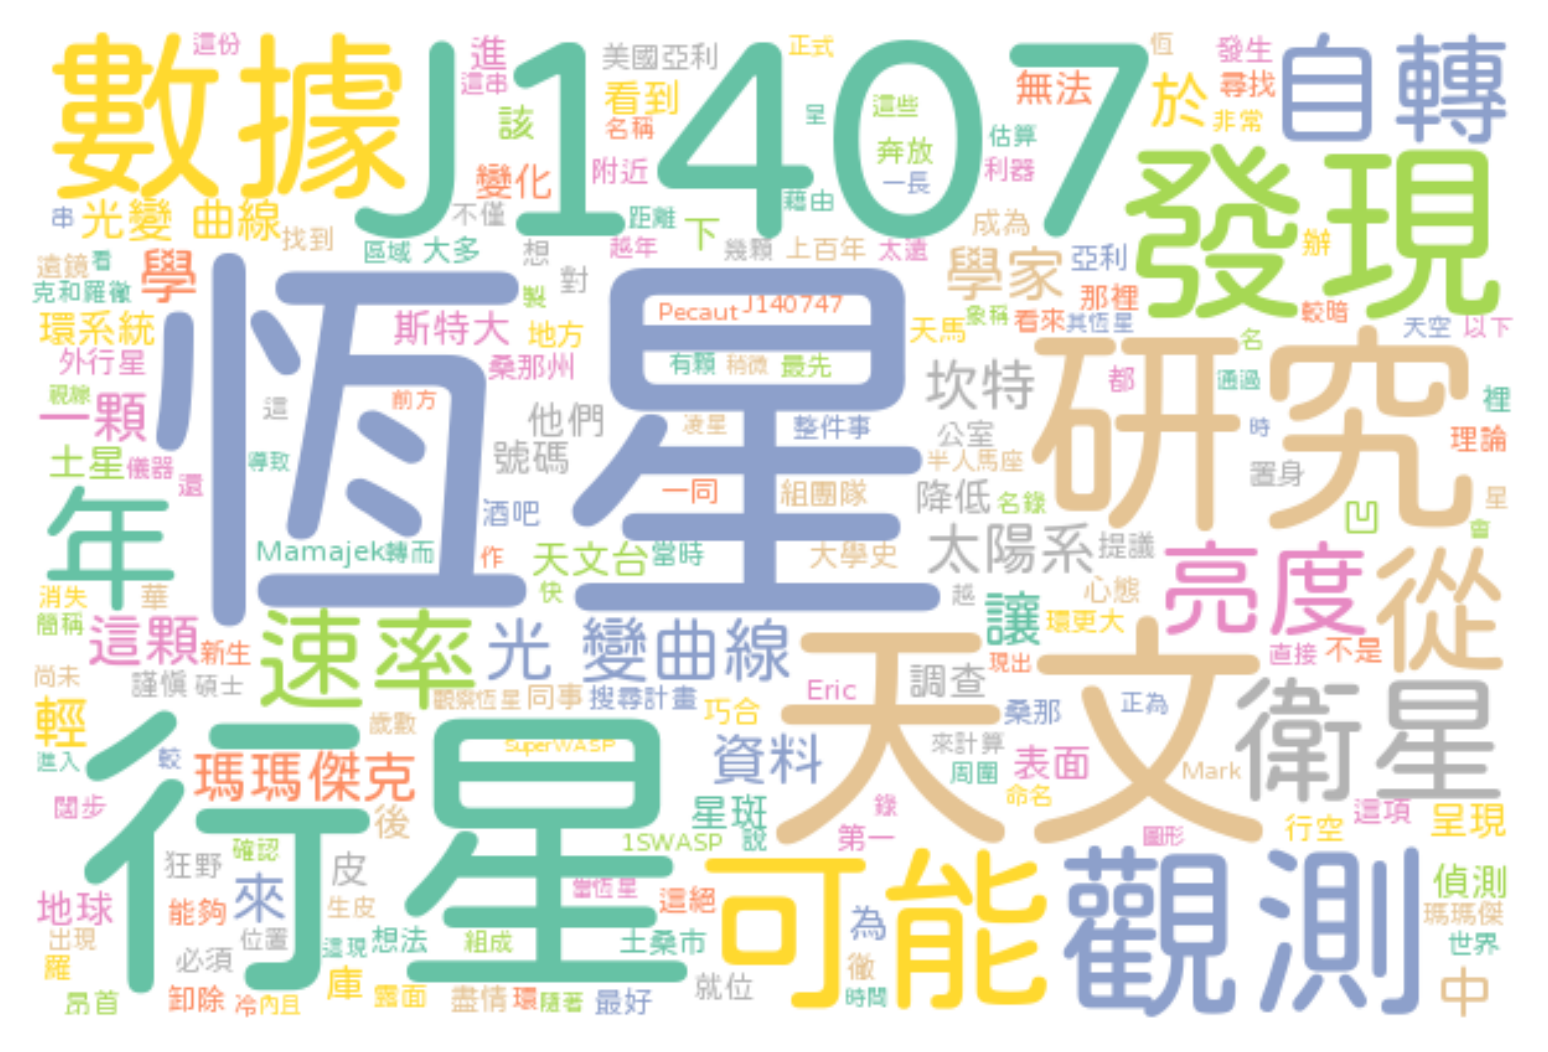 數據
這份
J1407
進
這串
美國亞利
正式
恆
發生
自轉
看到
無法
尋找
於
非常
該
名稱
呈
這些
估算
奔放
利器
一長
變化
附近
藉由
發現
串
光變 曲線
不僅
距離
成為
找到
區域
大多
想
越年
下
幾顆
上百年
太遠
學家
亞利
辦
遠鏡
看
克和羅徹
學
對
製
那裡
環系統
斯特大
地方
恆星
Pecaut
J140747
天馬
象稱
看來
其恆星
較暗
天空
以下
研究
名
外行星
桑那州
有顆
稍微
最先
坎特
都
通過
視線
一顆
這
前方
他們
凌星
整件事
公室
時
裡
理論
土星
儀器
還
導致
號碼
半人馬座
置身
年
酒吧
一同
組團隊
降低
名錄
凹
星
會
Mamajek
轉而
作
天文台
當時
大學史
太陽系
提議
亮度
從
消失
華
快
越
心態
簡稱
這顆
新生
速率
光 變曲線
讓
環更大
天文
現出
直接
不是
尚未
謹慎
碩士
觀察恆星
同事
搜尋計畫
Eric
調查
桑那
正為
衛星
輕
歲數
巧合
進入
較
瑪瑪傑克
行星
SuperWASP
資料
來計算
周圍
表面
Mark
命名
闊步
後
星斑
錄
1SWASP
說
第一
圖形
行空
這項
呈現
狂野
確認
皮
當恆星
可能
觀測
偵測
地球
能夠
來
生皮
這絕
為
瑪瑪傑
出現
位置
這現
想法
組成
土桑市
世界
羅
必須
庫
徹
就位
中
昂首
卸除
冷
內且
露面
盡情
環
隨著
最好
時間